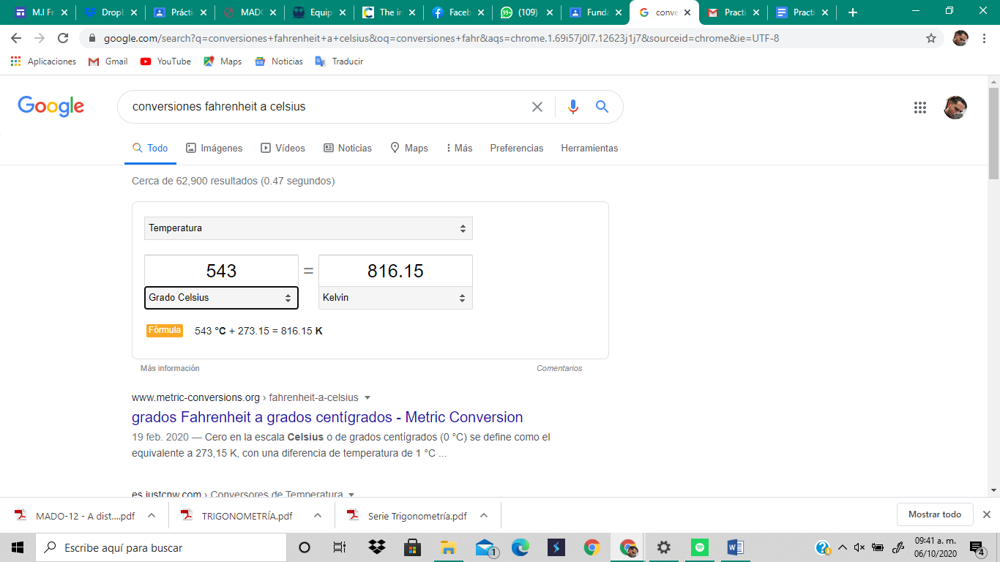 M.I Fr
Dropl
Prácti
MADO
Equip
The in
Faceb
99+ (109)
Funda
conve
Practi
Practi
google.com/search?q=conversiones+fahrenheit+a+celsius&oq=conversiones+fahr&aqs=chrome.1.69i57j0l7.12623j1j7&sourceid=chrome&ie=UTF-8
Aplicaciones Gmail YouTube Maps Noticias Traducir
Google
conversiones fahrenheit a celsius
Todo Imágenes Vídeos Noticias Maps Más Preferencias Herramientas
Cerca de 62,900 resultados (0.47 segundos)
Temperatura
543 = 816.15
Grado Celsius Kelvin
Fórmula 543 °C + 273.15 = 816.15 K
Más información Comentarios
www.metric-conversions.org › fahrenheit-a-celsius
grados Fahrenheit a grados centígrados - Metric Conversion
19 feb. 2020 — Cero en la escala Celsius o de grados centígrados (0 °C) se define como el
equivalente a 273,15 K, con una diferencia de temperatura de 1 °C ...
es.justcnw.com › Conversores de Temperatura
MADO-12 - A dist....pdf TRIGONOMETRÍA.pdf Serie Trigonometría.pdf Mostrar todo
Escribe aquí para buscar
1
09:41 a. m.
06/10/2020
4